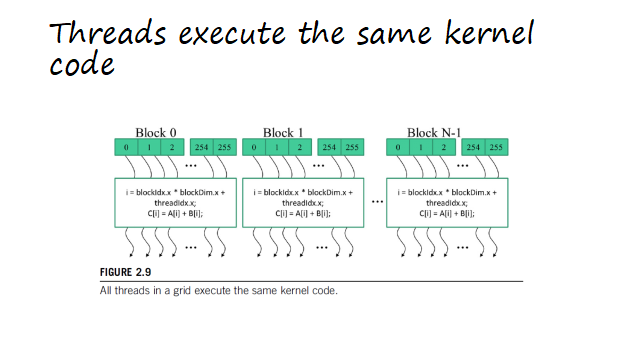 Threads execute the same kernel
code
Block 0 Block 1 Block N-1
0 1 2 254 255 0 1 2 254 255 0 1 2 254 255
... ... ...
i = blockIdx.x * blockDim.x + i = blockIdx.x * blockDim.x + i = blockIdx.x * blockDim.x +
threadIdx.x; threadIdx.x; ... threadIdx.x;
C[i] = A[i] + B[i]; C[i] = A[i] + B[i]; C[i] = A[i] + B[i];
... ... ...
FIGURE 2.9
All threads in a grid execute the same kernel code.